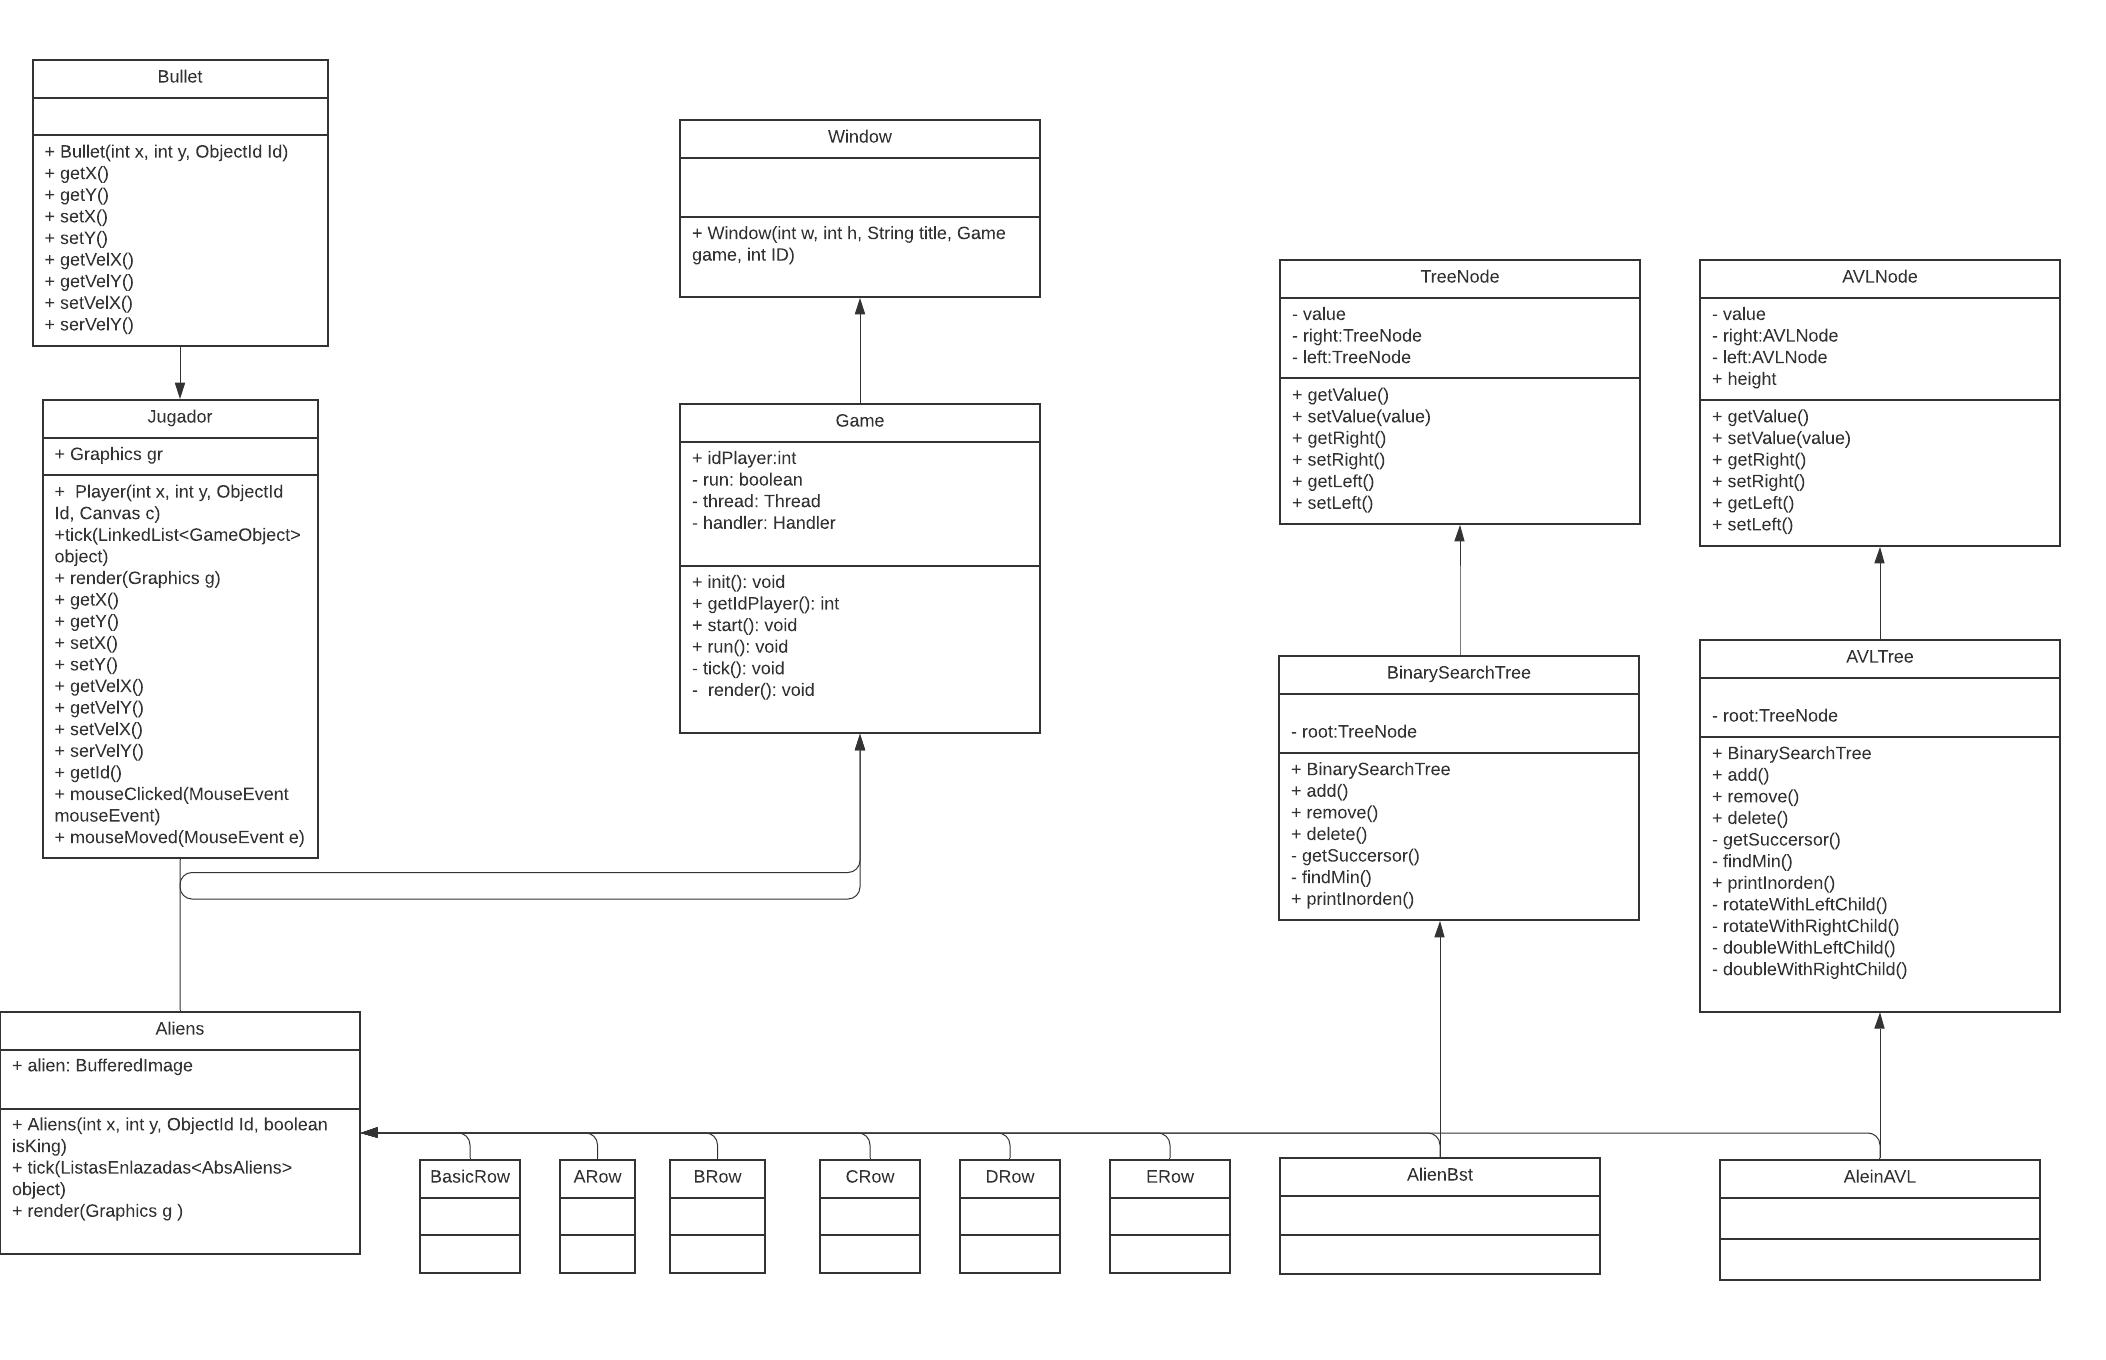 Bullet
+ Bullet(int x, int y, ObjectId Id)
+ getX()
+ getY()
+ setX()
+ setY()
+ getVelX()
+ getVelY()
+ setVelX()
+ serVelY()
Jugador
+ Graphics gr
+  Player(int x, int y, ObjectId
Id, Canvas c)
+tick(LinkedList<GameObject>
object)
+ render(Graphics g)
+ getX()
+ getY()
+ setX()
+ setY()
+ getVelX()
+ getVelY()
+ setVelX()
+ serVelY()
+ getId()
+ mouseClicked(MouseEvent
mouseEvent)
+ mouseMoved(MouseEvent e)
Aliens
+ alien: BufferedImage
+ Aliens(int x, int y, ObjectId Id, boolean
isKing)
+ tick(ListasEnlazadas<AbsAliens>
object)
+ render(Graphics g )
Window
+ Window(int w, int h, String title, Game
game, int ID)
Game
+ idPlayer:int
- run: boolean
- thread: Thread
- handler: Handler
+ init(): void
+ getIdPlayer(): int
+ start(): void
+ run(): void
- tick(): void
-  render(): void
TreeNode
- value
- right:TreeNode
- left:TreeNode
+ getValue()
+ setValue(value)
+ getRight()
+ setRight()
+ getLeft()
+ setLeft()
BinarySearchTree
- root:TreeNode
+ BinarySearchTree
+ add()
+ remove()
+ delete()
- getSuccersor()
- findMin()
+ printInorden()
AVLNode
- value
- right:AVLNode
- left:AVLNode
+ height
+ getValue()
+ setValue(value)
+ getRight()
+ setRight()
+ getLeft()
+ setLeft()
AVLTree
- root:TreeNode
+ BinarySearchTree
+ add()
+ remove()
+ delete()
- getSuccersor()
- findMin()
+ printInorden()
- rotateWithLeftChild()
- rotateWithRightChild()
- doubleWithLeftChild()
- doubleWithRightChild()
BasicRow
ARow
BRow
CRow
DRow
ERow
AlienBst
AleinAVL